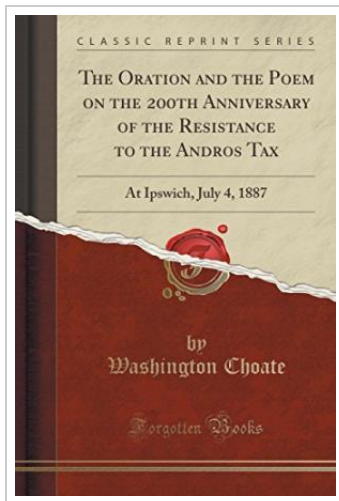 CLASSIC REPRINT SERIES
THE ORATION AND THE POEM
ON THE 200TH ANNIVERSARY
OF THE RESISTANCE
TO THE ANDROS TAX
At Ipswich, July 4, 1887
by
Washington Choate
Forgotten Books